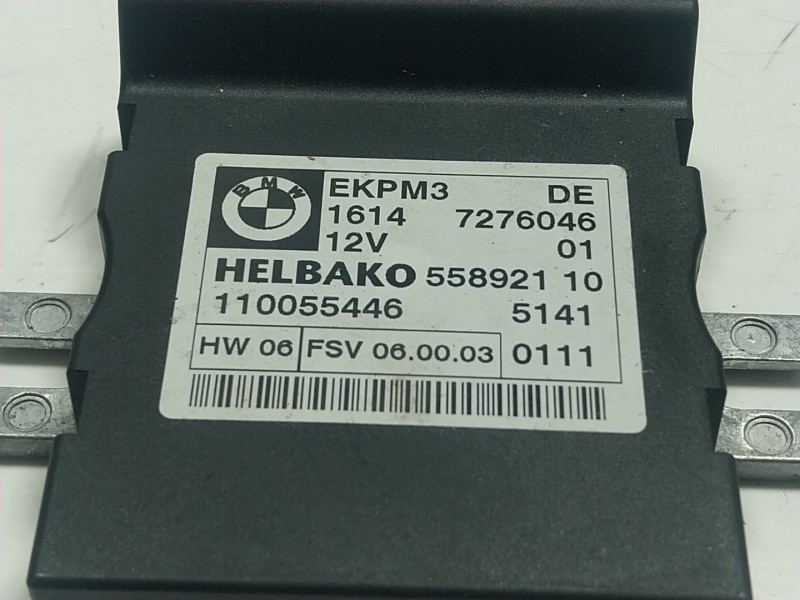 BMW
EKPM3 DE
1614 7276046
12V 01
HELBAKO 558921 10
110055446 5141
HW 06 FSV 06.00.03 0111